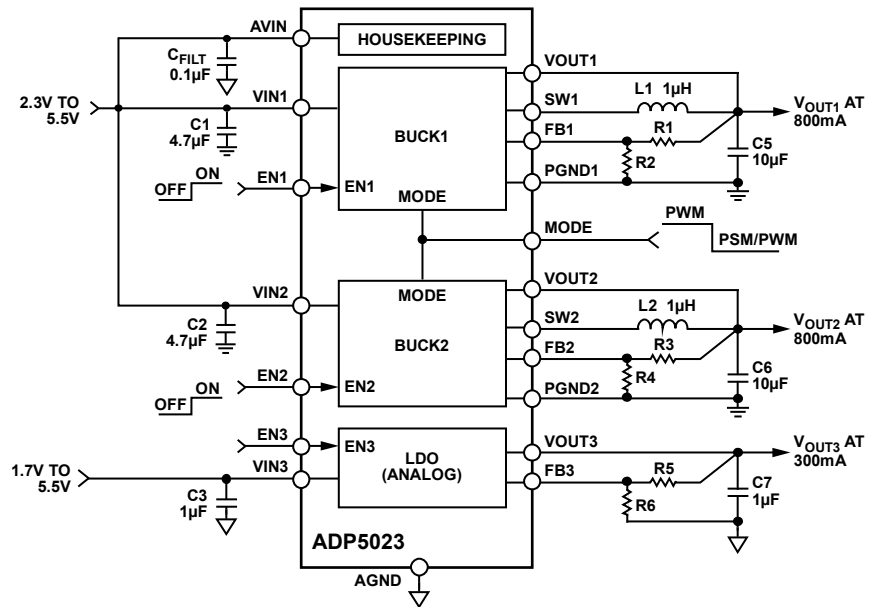 AVIN
HOUSEKEEPING
C_FILT
0.1µF
VOUT1
L1 1µH
2.3V TO
5.5V
VIN1
SW1
V_OUT1 AT
800mA
C1
4.7µF
BUCK1
FB1
R1
C5
10µF
R2
OFF
ON
EN1
EN1
PGND1
MODE
PWM
MODE
PSM/PWM
VOUT2
VIN2
MODE
L2 1µH
SW2
V_OUT2 AT
800mA
C2
4.7µF
BUCK2
FB2
R3
C6
10µF
R4
OFF
ON
EN2
EN2
PGND2
EN3
EN3
VOUT3
V_OUT3 AT
300mA
1.7V TO
5.5V
VIN3
LDO
(ANALOG)
FB3
R5
C7
1µF
C3
1µF
R6
ADP5023
AGND